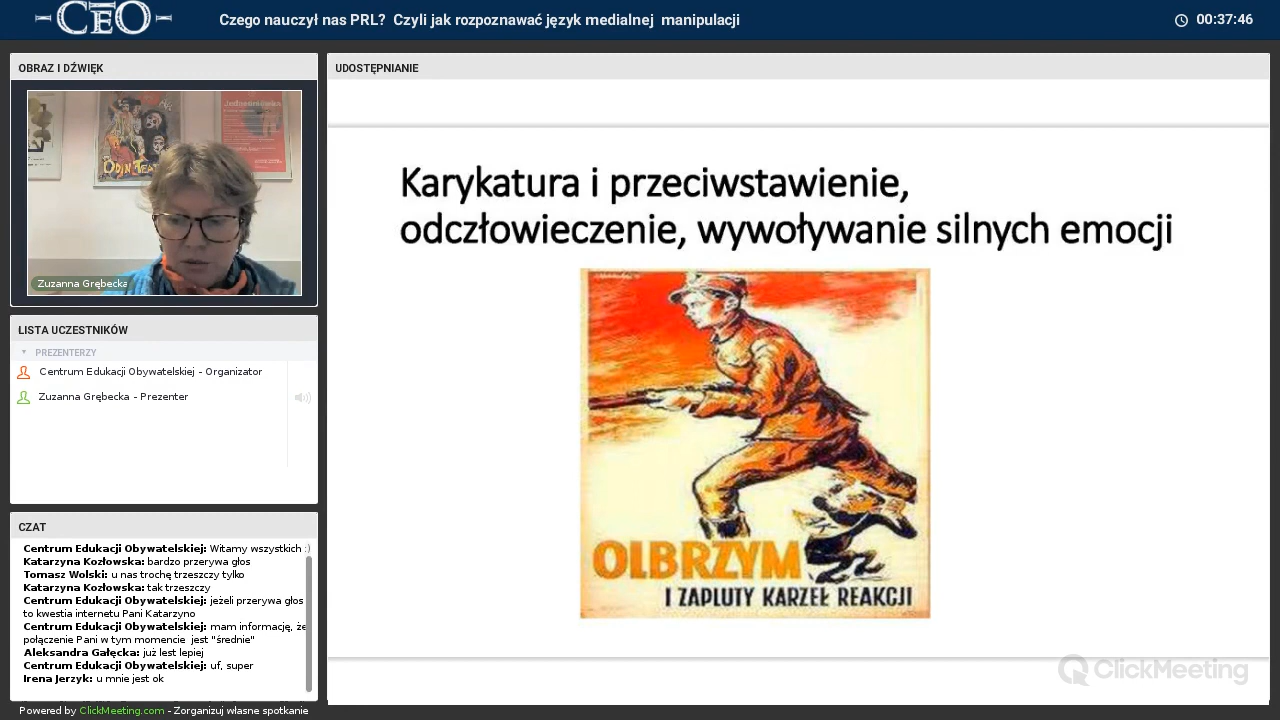 CEO
Czego nauczył nas PRL? Czyli jak rozpoznawać język medialnej manipulacji
00:37:46
OBRAZ I DŹWIĘK
Zuzanna Grębecka
LISTA UCZESTNIKÓW
PREZENTERZY
Centrum Edukacji Obywatelskiej - Organizator
Zuzanna Grębecka - Prezenter
CZAT
Centrum Edukacji Obywatelskiej: Witamy wszystkich :)
Katarzyna Kozłowska: bardzo przerywa głos
Tomasz Wolski: u nas trochę trzeszczy tylko
Katarzyna Kozłowska: tak trzeszczy
Centrum Edukacji Obywatelskiej: jeżeli przerywa głos
to kwestia internetu Pani Katarzyno
Centrum Edukacji Obywatelskiej: mam informację, że
połączenie Pani w tym momencie jest "średnie"
Aleksandra Gałęcka: już lest lepiej
Centrum Edukacji Obywatelskiej: uf, super
Irena Jerzyk: u mnie jest ok
Powered by ClickMeeting.com - Zorganizuj własne spotkanie
UDOSTĘPNIANIE
Karykatura i przeciwstawienie,
odczłowieczenie, wywoływanie silnych emocji
OLBRZYM
I ZAPLUTY KARZEŁ REAKCJI
ClickMeeting